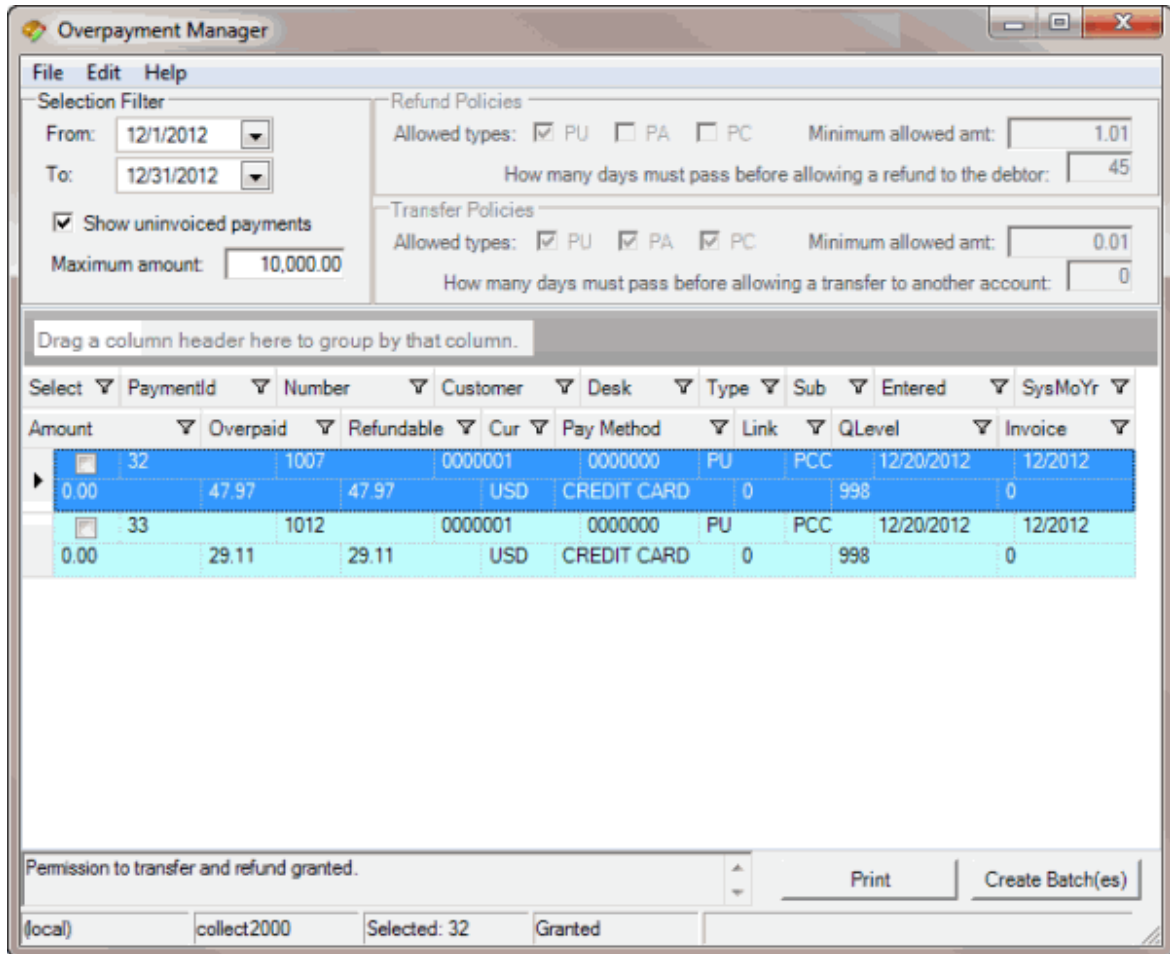 Overpayment Manager
File Edit Help
Selection Filter
From: 12/1/2012
To: 12/31/2012
Show uninvoiced payments
Maximum amount: 10,000.00
Refund Policies
Allowed types: PU PA PC Minimum allowed amt: 1.01
How many days must pass before allowing a refund to the debtor: 45
Transfer Policies
Allowed types: PU PA PC Minimum allowed amt: 0.01
How many days must pass before allowing a transfer to another account: 0
Drag a column header here to group by that column.
Select PaymentId Number Customer Desk Type Sub Entered SysMoYr
Amount Overpaid Refundable Cur Pay Method Link QLevel Invoice
32 1007 0000001 0000000 PU PCC 12/20/2012 12/2012
0.00 47.97 47.97 USD CREDIT CARD 0 998 0
33 1012 0000001 0000000 PU PCC 12/20/2012 12/2012
0.00 29.11 29.11 USD CREDIT CARD 0 998 0
Permission to transfer and refund granted.
Print Create Batch(es)
(local) collect2000 Selected: 32 Granted